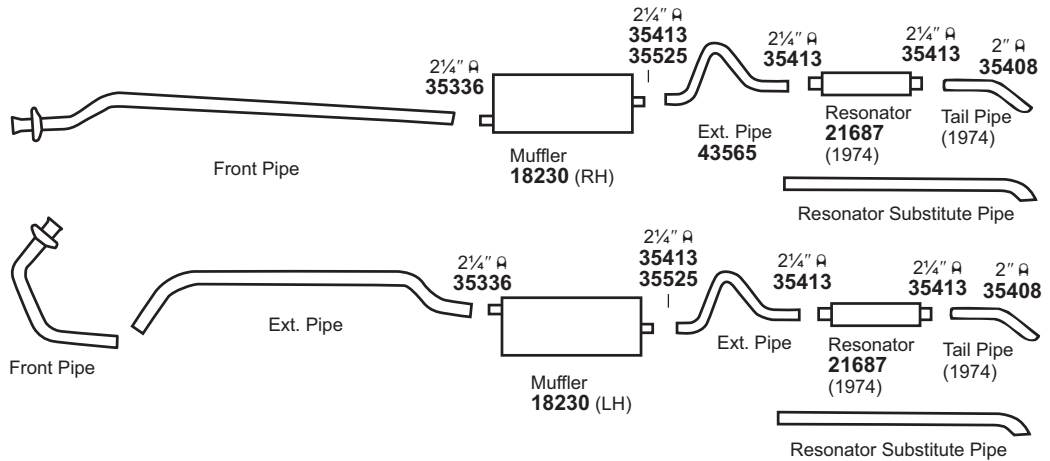 2¼"
35336
2¼"
35413
35525
2¼"
35413
2¼"
35413
2"
35408
Front Pipe
Muffler
18230 (RH)
Ext. Pipe
43565
Resonator
21687
(1974)
Tail Pipe
(1974)
Resonator Substitute Pipe
2¼"
35336
2¼"
35413
35525
2¼"
35413
2¼"
35413
2"
35408
Front Pipe
Ext. Pipe
Muffler
18230 (LH)
Ext. Pipe
Resonator
21687
(1974)
Tail Pipe
(1974)
Resonator Substitute Pipe